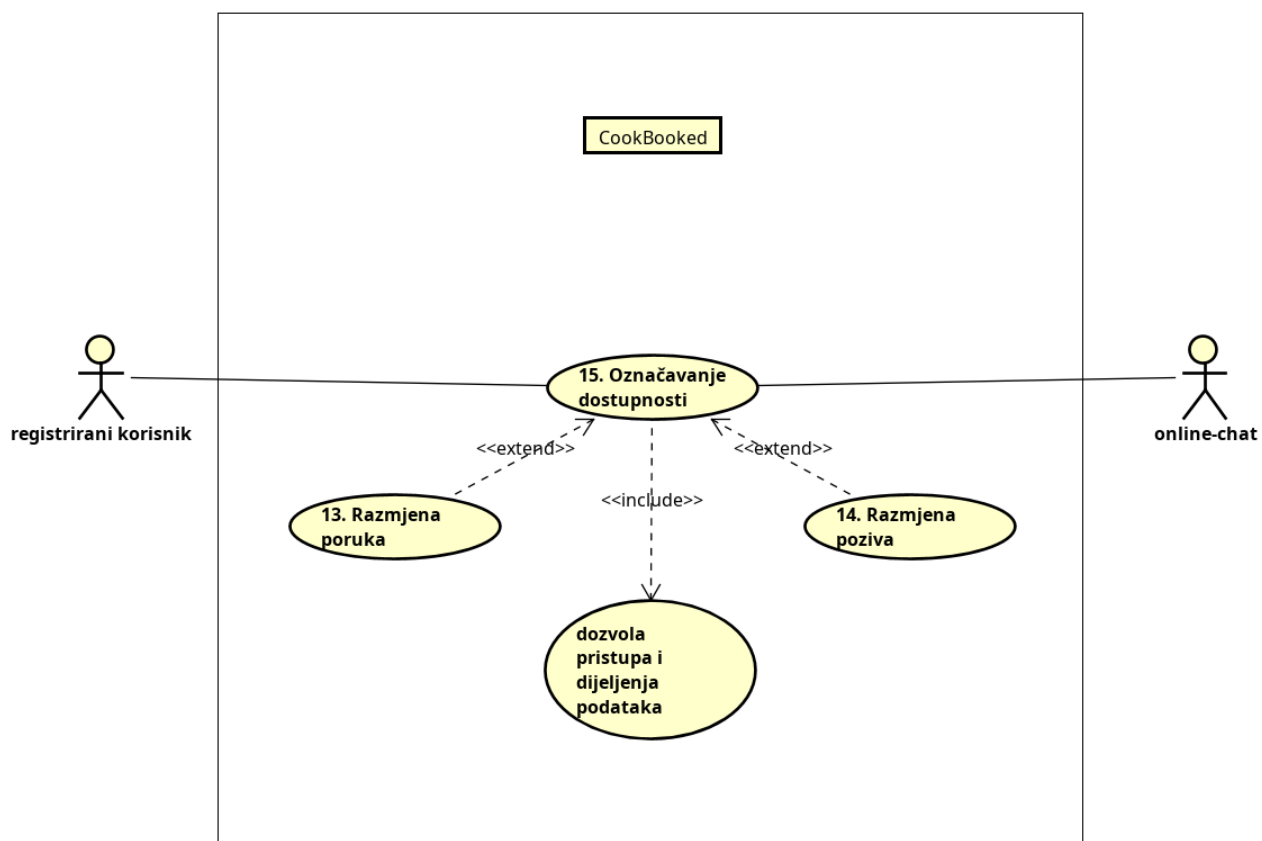 CookBooked
15. Označavanje
dostupnosti
registrirani korisnik
online-chat
<<extend>>
<<extend>>
<<include>>
13. Razmjena
poruka
14. Razmjena
poziva
dozvola
pristupa i
dijeljenja
podataka